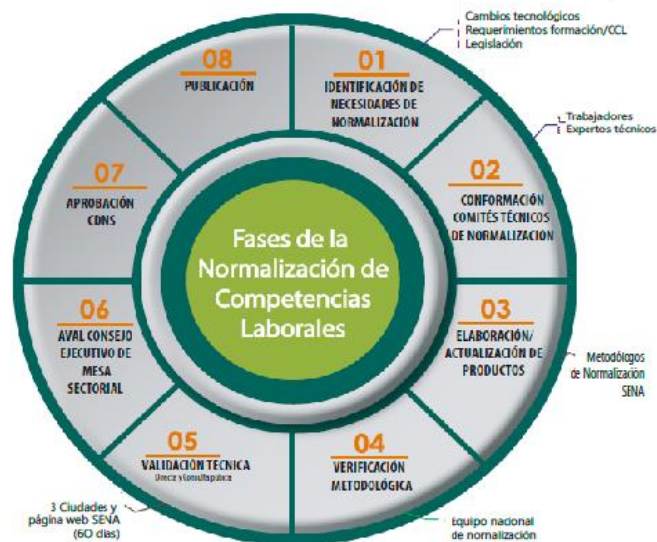 Fases de la
Normalización de
Competencias
Laborales
01
IDENTIFICACIÓN DE
NECESIDADES DE
NORMALIZACIÓN
Cambios tecnológicos
Requerimientos formación/CCL
Legislación
02
CONFORMACIÓN
COMITÉS TÉCNICOS
DE NORMALIZACIÓN
Trabajadores
Expertos técnicos
03
ELABORACIÓN/
ACTUALIZACIÓN DE
PRODUCTOS
Metodólogos
de Normalización
SENA
04
VERIFICACIÓN
METODOLÓGICA
Equipo nacional
de normalización
05
VALIDACIÓN TÉCNICA
Directa y Consulta pública
3 Ciudades y
página web SENA
(60 días)
06
AVAL CONSEJO
EJECUTIVO DE
MESA
SECTORIAL
07
APROBACIÓN
CDNS
08
PUBLICACIÓN